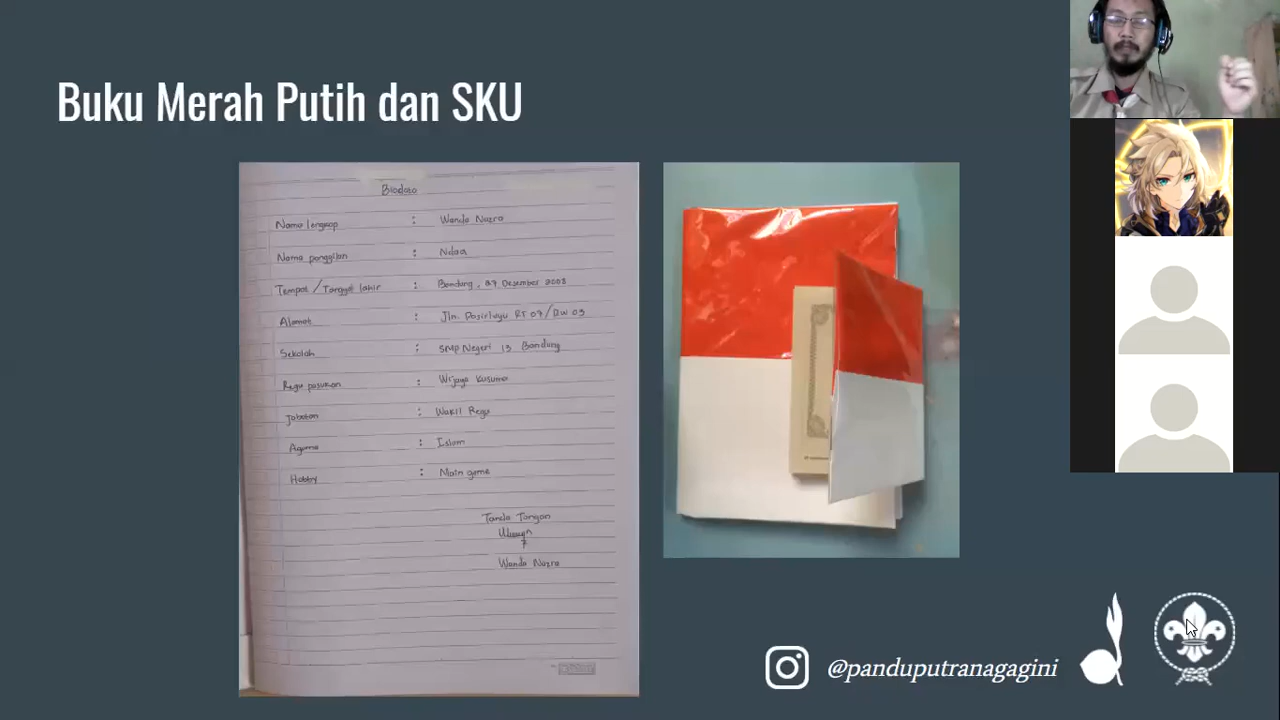 Buku Merah Putih dan SKU
Biodata
Nama lengkap : Wanda Nazra
Nama panggilan :
Tempat / Tanggal lahir : Bandung, 27 Desember 2008
Alamat : Jln. Pasirluyu RT 07 / RW 03
Sekolah : SMP Negeri 13 Bandung
Regu pasukan : Wijaya Kusuma
Jabatan : Wakil Regu
Agama : Islam
Hobby : Main game
Tanda Tangan
Wanda Nazra
@panduputranagagini